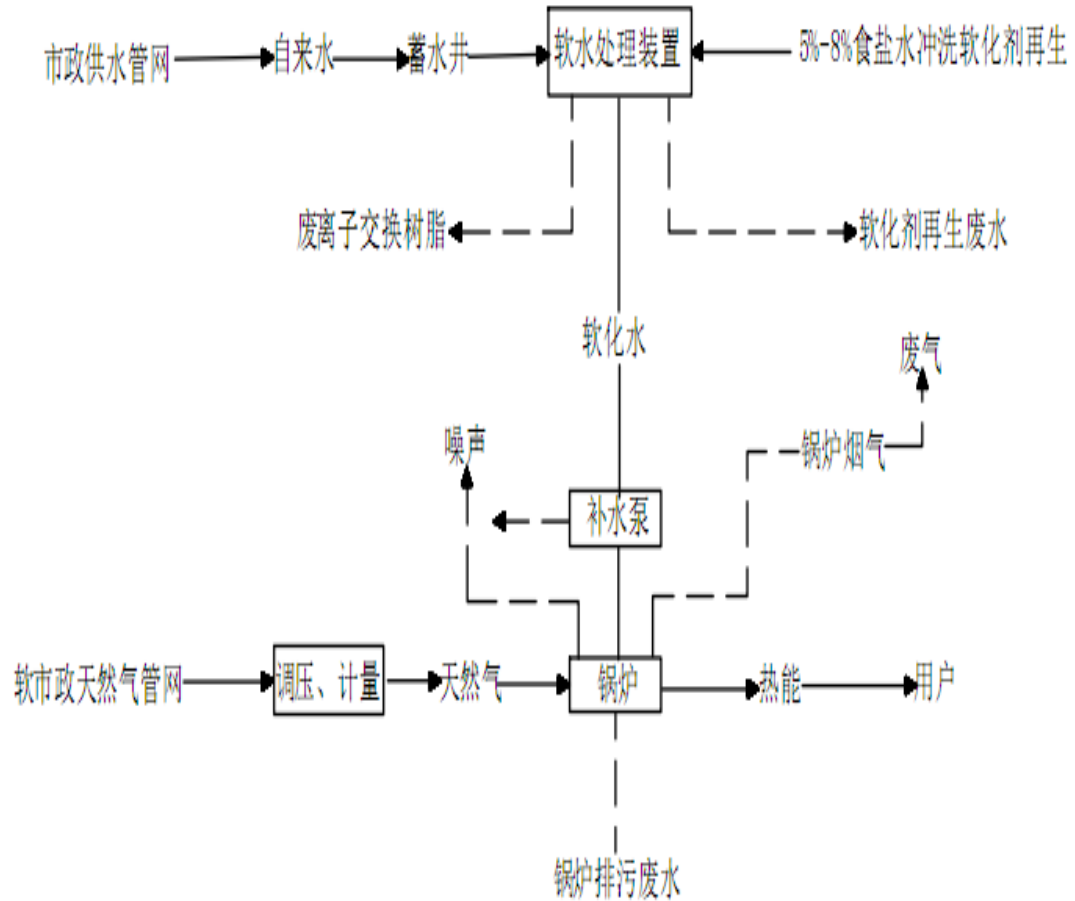 市政供水管网
自来水
蓄水井
软水处理装置
5%-8%食盐水冲洗软化剂再生
废离子交换树脂
软化剂再生废水
软化水
废气
噪声
锅炉烟气
补水泵
软市政天然气管网
调压、计量
天然气
锅炉
热能
用户
锅炉排污废水